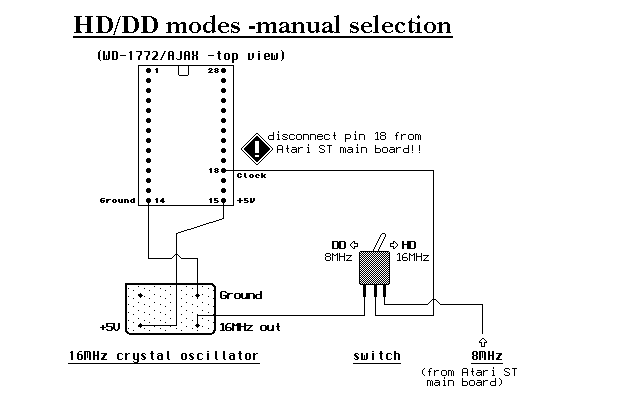 HD/DD modes -manual selection
(WD-1772/AJAX -top view)
1 28
disconnect pin 18 from
Atari ST main board!!
18
Clock
Ground 14 15 +5V
DD HD
8MHz 16MHz
Ground
+5V 16MHz out
16MHz crystal oscillator switch 8MHz
(from Atari ST
main board)